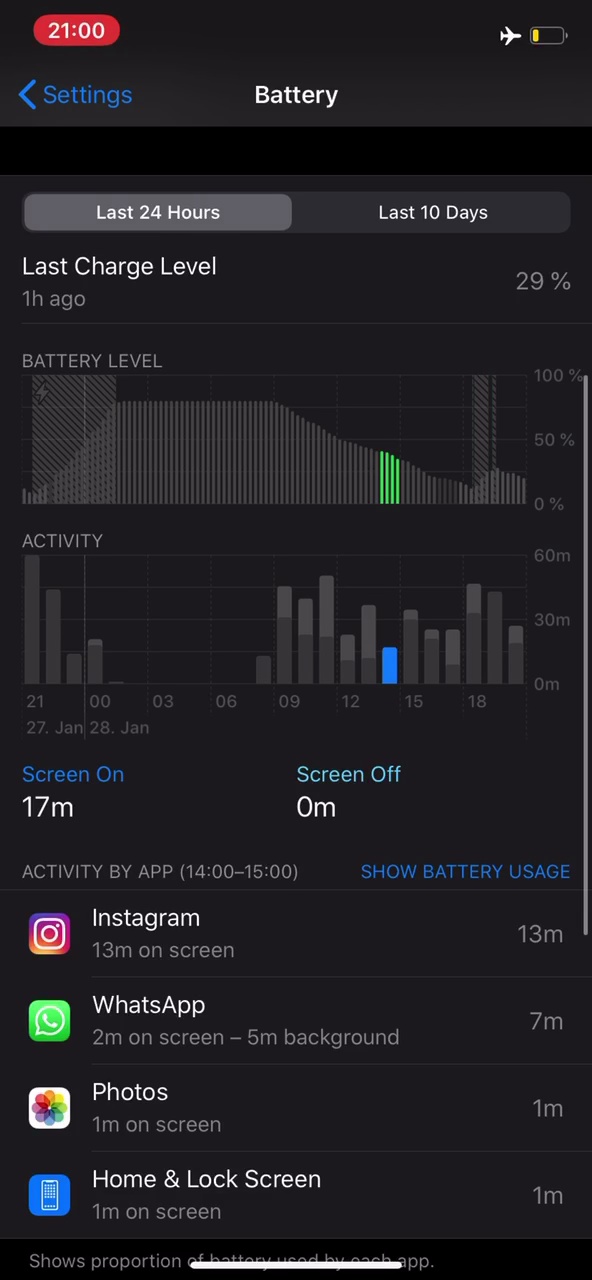 21:00
Settings
Battery
Last 24 Hours
Last 10 Days
Last Charge Level
29 %
1h ago
BATTERY LEVEL
100 %
50 %
0 %
ACTIVITY
60m
30m
0m
21 00 03 06 09 12 15 18
27. Jan 28. Jan
Screen On
Screen Off
17m
0m
ACTIVITY BY APP (14:00–15:00)
SHOW BATTERY USAGE
Instagram
13m on screen
13m
WhatsApp
2m on screen – 5m background
7m
Photos
1m on screen
1m
Home & Lock Screen
1m on screen
1m
Shows proportion of battery used by each app.